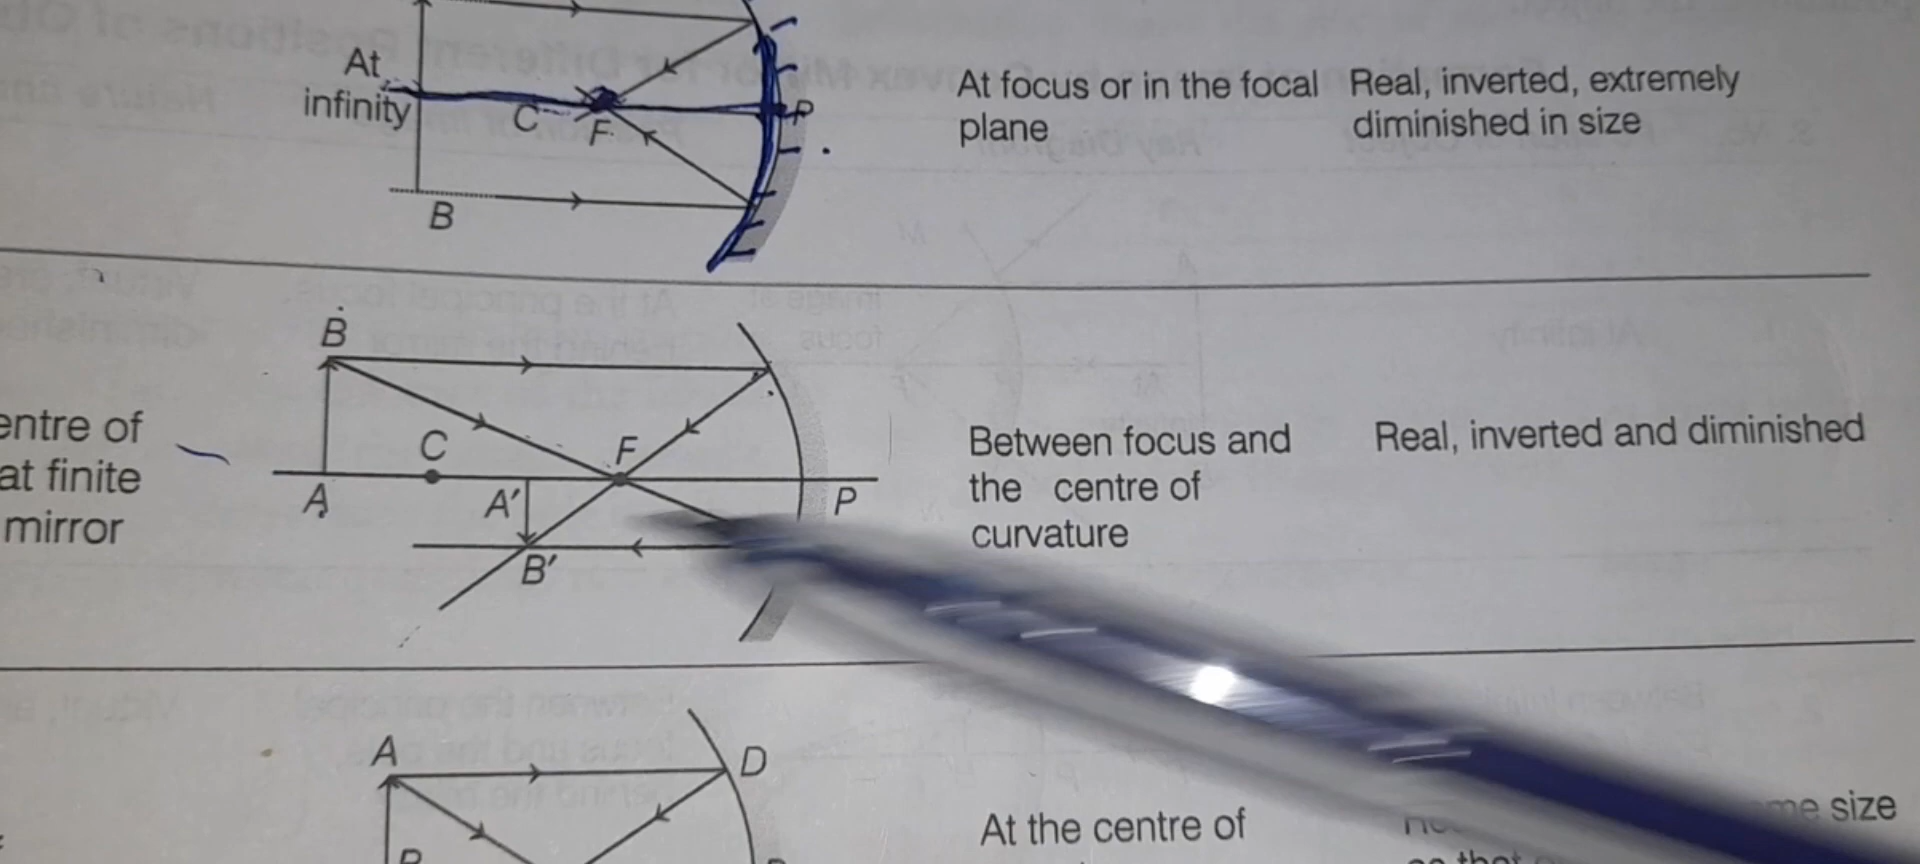 At
infinity
C
F
P
B
At focus or in the focal
plane
Real, inverted, extremely
diminished in size
entre of
at finite
mirror
B
C
F
A
A'
P
B'
Between focus and
the centre of
curvature
Real, inverted and diminished
A
D
At the centre of
size